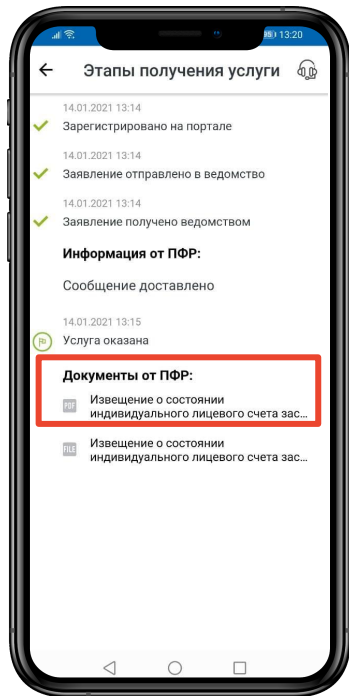 95 13:20
Этапы получения услуги
14.01.2021 13:14
Зарегистрировано на портале
14.01.2021 13:14
Заявление отправлено в ведомство
14.01.2021 13:14
Заявление получено ведомством
Информация от ПФР:
Сообщение доставлено
14.01.2021 13:15
Услуга оказана
Документы от ПФР:
PDF
Извещение о состоянии
индивидуального лицевого счета зас...
FILE
Извещение о состоянии
индивидуального лицевого счета зас...